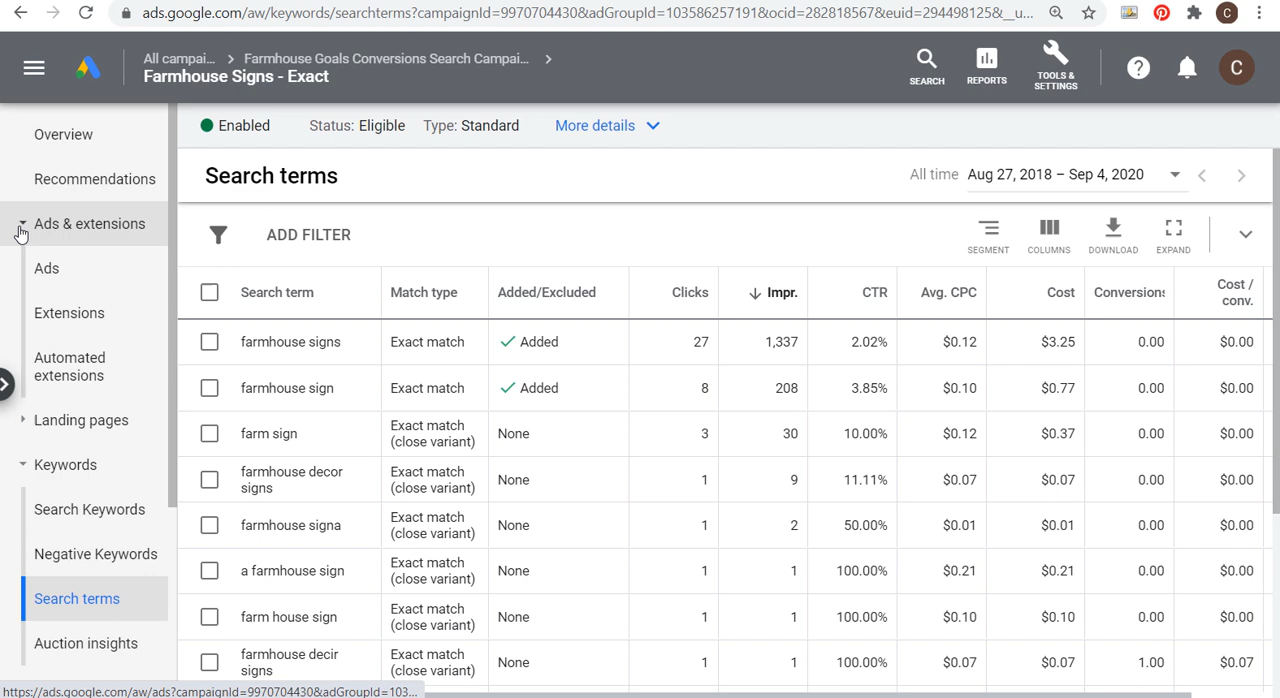 ads.google.com/aw/keywords/searchterms?campaignId=9970704430&adGroupId=103586257191&ocid=282818567&euid=294498125&__u...
C
All campai... Farmhouse Goals Conversions Search Campai...
Farmhouse Signs - Exact
SEARCH
REPORTS
TOOLS &
SETTINGS
C
Overview
Recommendations
Ads & extensions
Ads
Extensions
Automated
extensions
Landing pages
Keywords
Search Keywords
Negative Keywords
Search terms
Auction insights
Enabled Status: Eligible Type: Standard More details
Search terms All time Aug 27, 2018 – Sep 4, 2020
ADD FILTER SEGMENT COLUMNS DOWNLOAD EXPAND
Search term Match type Added/Excluded Clicks Impr. CTR Avg. CPC Cost Conversions Cost /
conv.
farmhouse signs Exact match Added 27 1,337 2.02% $0.12 $3.25 0.00 $0.00
farmhouse sign Exact match Added 8 208 3.85% $0.10 $0.77 0.00 $0.00
farm sign Exact match
(close variant) None 3 30 10.00% $0.12 $0.37 0.00 $0.00
farmhouse decor
signs Exact match
(close variant) None 1 9 11.11% $0.07 $0.07 0.00 $0.00
farmhouse signa Exact match
(close variant) None 1 2 50.00% $0.01 $0.01 0.00 $0.00
a farmhouse sign Exact match
(close variant) None 1 1 100.00% $0.21 $0.21 0.00 $0.00
farm house sign Exact match
(close variant) None 1 1 100.00% $0.10 $0.10 0.00 $0.00
farmhouse decir
signs Exact match
(close variant) None 1 1 100.00% $0.07 $0.07 1.00 $0.07
https://ads.google.com/aw/ads?campaignId=9970704430&adGroupId=103...